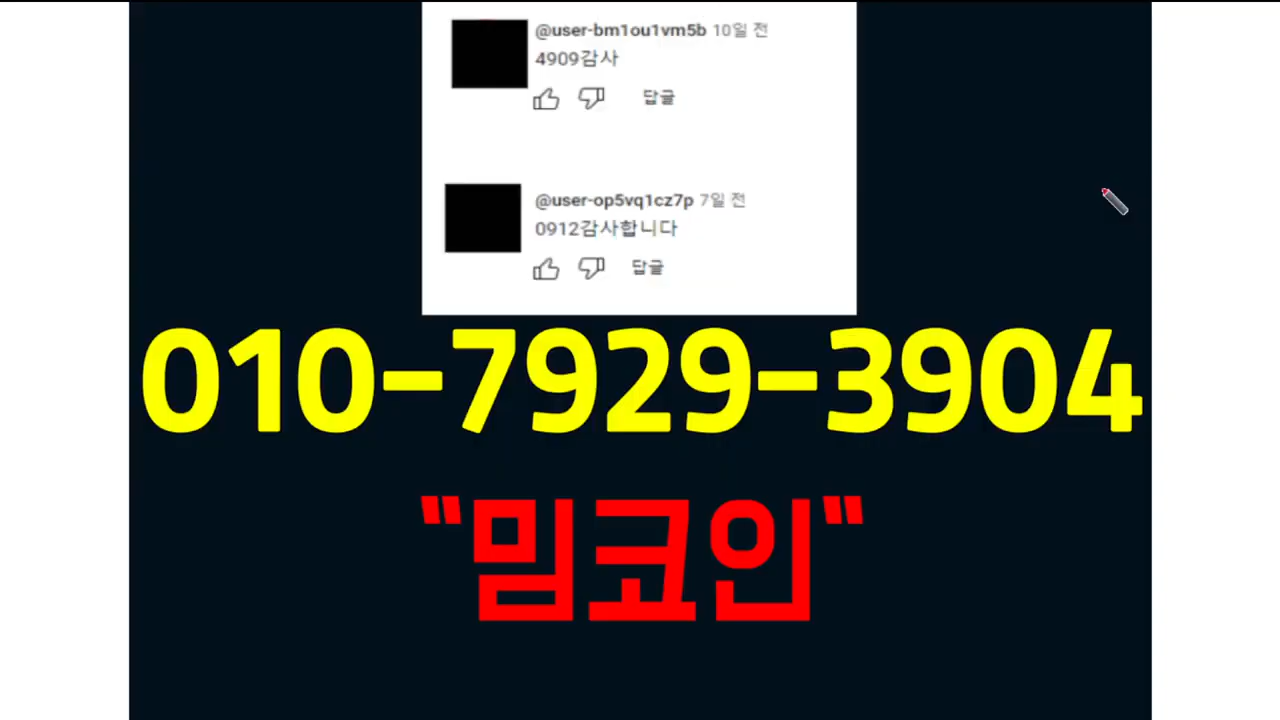 @user-bm1ou1vm5b 10일 전
4909감사
답글
@user-op5vq1cz7p 7일 전
0912감사합니다
답글
010-7929-3904
"밈코인"